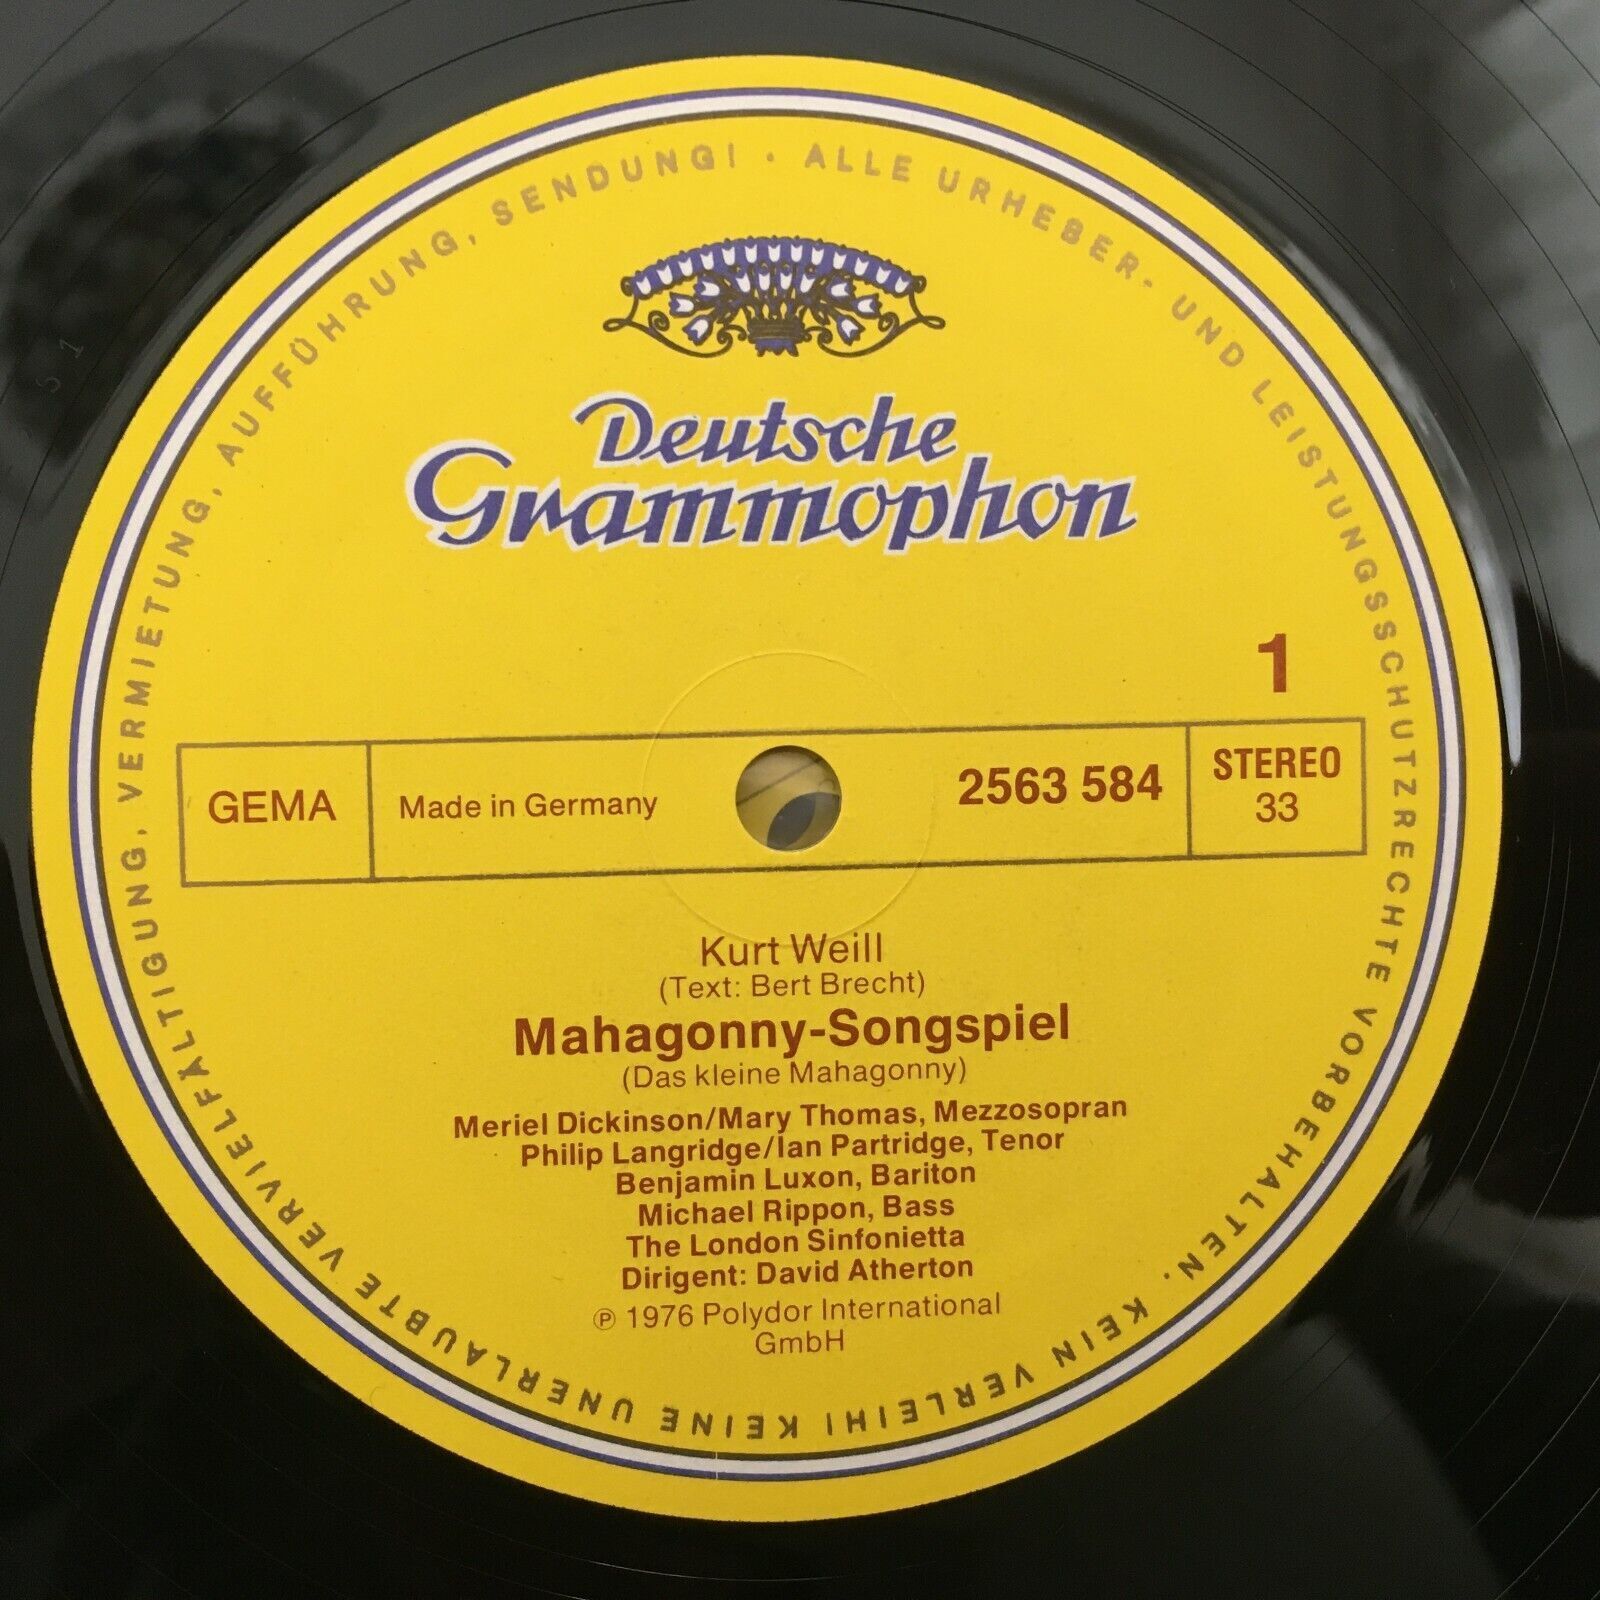 ALLE URHEBER- UND LEISTUNGSSCHUTZRECHTE VORBEHALTEN. KEIN VERLEIH! KEINE UNERLAUBTE VERVIELFÄLTIGUNG, VERMIETUNG, AUFFÜHRUNG, SENDUNG! ·
Deutsche
Grammophon
1
GEMA
Made in Germany
2563 584
STEREO
33
Kurt Weill
(Text: Bert Brecht)
Mahagonny-Songspiel
(Das kleine Mahagonny)
Meriel Dickinson/Mary Thomas, Mezzosopran
Philip Langridge/Ian Partridge, Tenor
Benjamin Luxon, Bariton
Michael Rippon, Bass
The London Sinfonietta
Dirigent: David Atherton
℗ 1976 Polydor International
GmbH